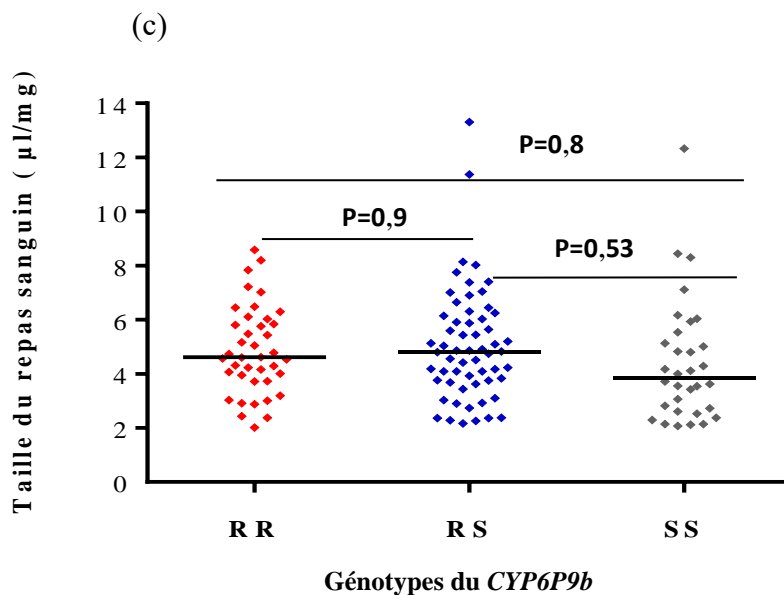 (c)
Taille du repas sanguin ( µl/mg)
14
12
10
8
6
4
2
0
P=0,8
P=0,9
P=0,53
RR
RS
SS
Génotypes du CYP6P9b